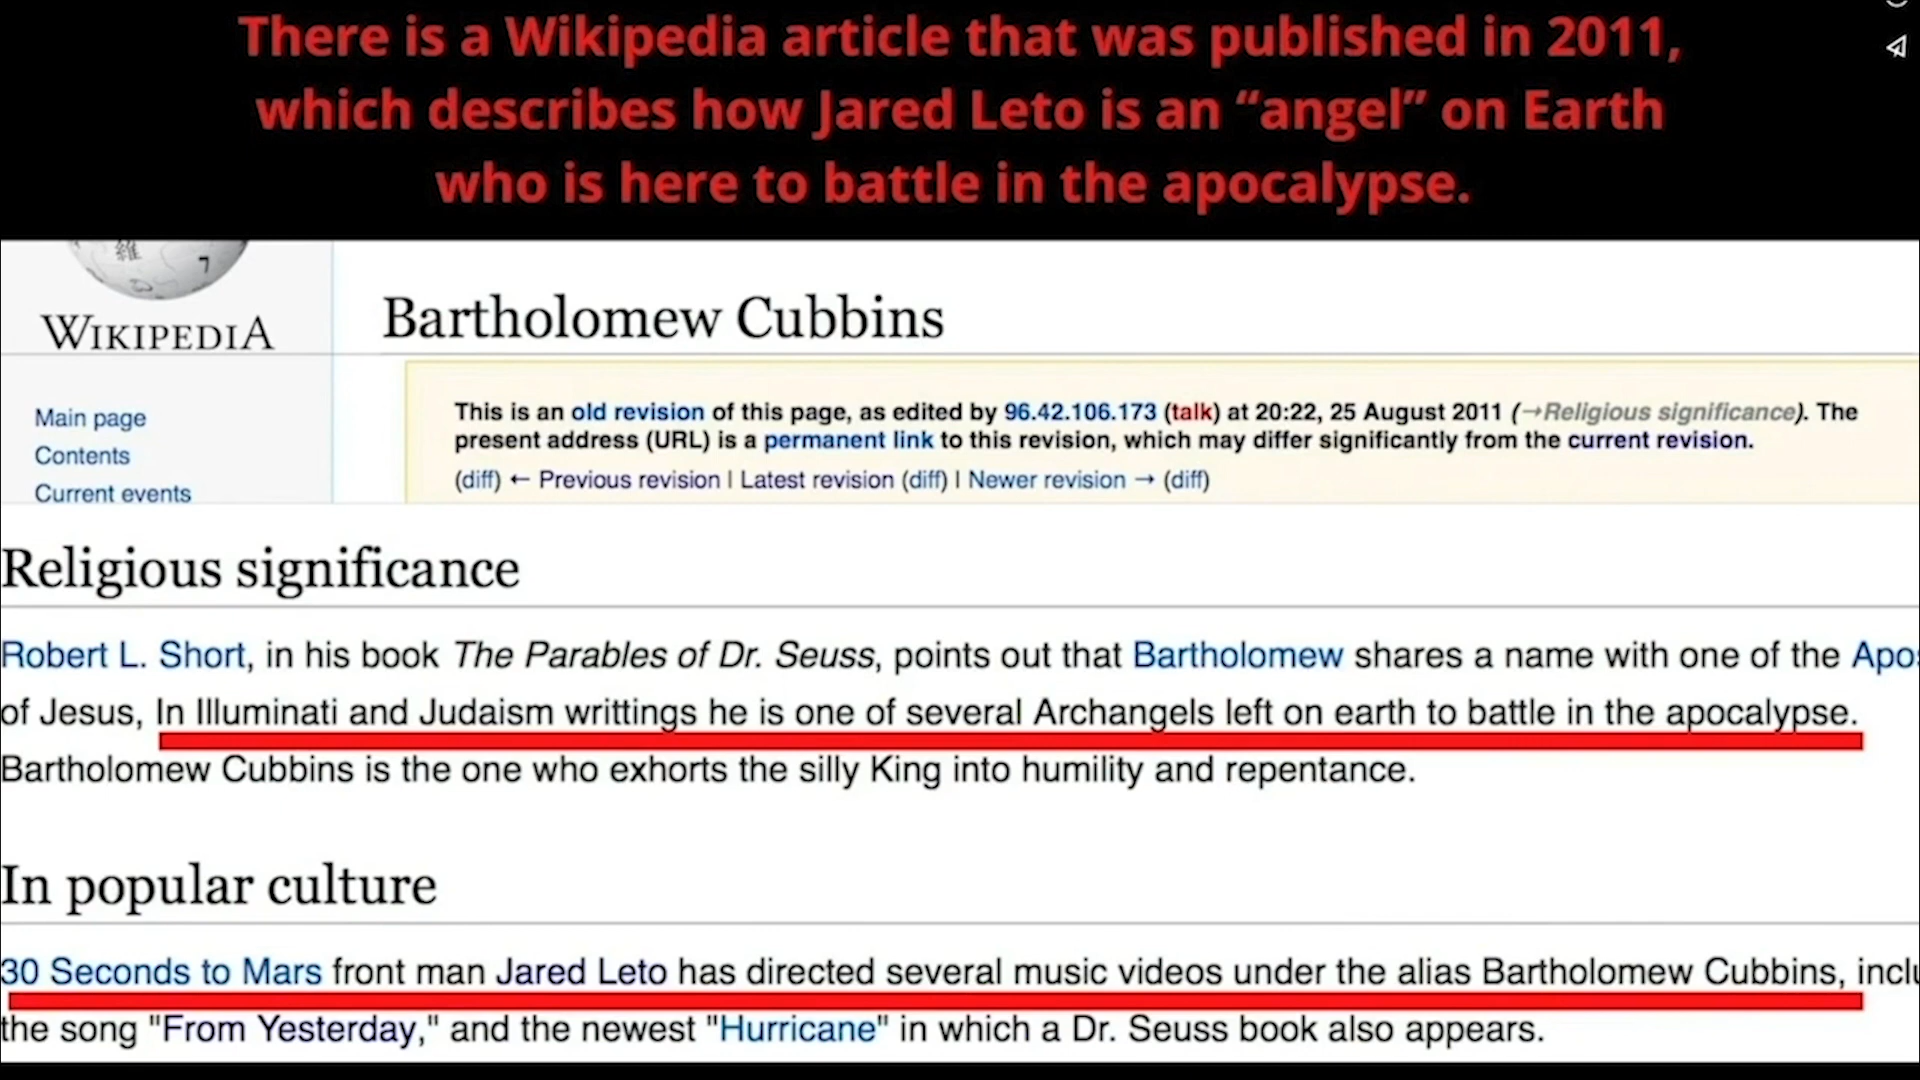 There is a Wikipedia article that was published in 2011,
which describes how Jared Leto is an “angel” on Earth
who is here to battle in the apocalypse.
維
7
WIKIPEDIA
Main page
Contents
Current events
Bartholomew Cubbins
This is an old revision of this page, as edited by 96.42.106.173 (talk) at 20:22, 25 August 2011 (→Religious significance). The
present address (URL) is a permanent link to this revision, which may differ significantly from the current revision.
(diff) ← Previous revision | Latest revision (diff) | Newer revision → (diff)
Religious significance
Robert L. Short, in his book The Parables of Dr. Seuss, points out that Bartholomew shares a name with one of the
of Jesus, In Illuminati and Judaism writtings he is one of several Archangels left on earth to battle in the apocalypse.
Bartholomew Cubbins is the one who exhorts the silly King into humility and repentance.
In popular culture
30 Seconds to Mars front man Jared Leto has directed several music videos under the alias Bartholomew Cubbins,
the song "From Yesterday," and the newest "Hurricane" in which a Dr. Seuss book also appears.